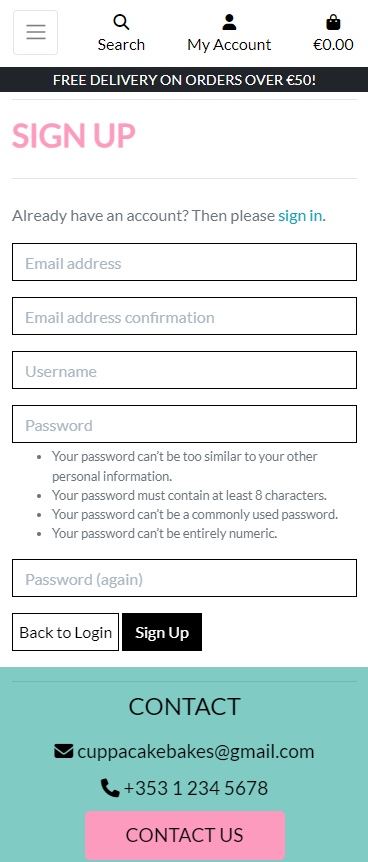 Search My Account €0.00
FREE DELIVERY ON ORDERS OVER €50!
SIGN UP
Already have an account? Then please sign in.
Email address
Email address confirmation
Username
Password
• Your password can't be too similar to your other
personal information.
• Your password must contain at least 8 characters.
• Your password can't be a commonly used password.
• Your password can't be entirely numeric.
Password (again)
Back to Login Sign Up
CONTACT
cuppacakebakes@gmail.com
+353 1 234 5678
CONTACT US